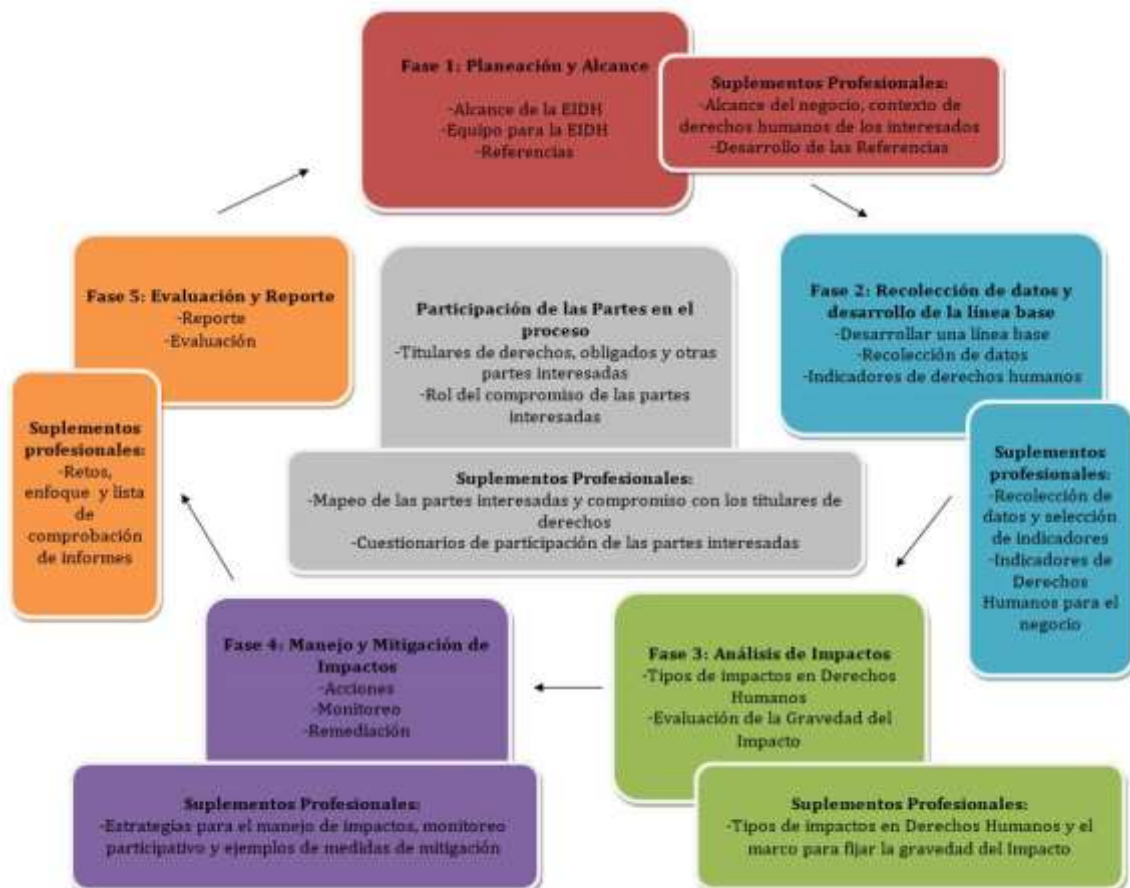 Fase 1: Planeación y Alcance
-Alcance de la EIDH
-Equipo para la EIDH
-Referencias
Suplementos Profesionales:
-Alcance del negocio, contexto de
derechos humanos de los interesados
-Desarrollo de las Referencias
Fase 2: Recolección de datos y
desarrollo de la línea base
-Desarrollar una línea base
-Recolección de datos
-Indicadores de derechos humanos
Suplementos
profesionales:
-Recolección de
datos y selección
de indicadores
-Indicadores de
Derechos
Humanos para el
negocio
Fase 3: Análisis de Impactos
-Tipos de impactos en Derechos
Humanos
-Evaluación de la Gravedad del
Impacto
Suplementos Profesionales:
-Tipos de impactos en Derechos Humanos y el
marco para fijar la gravedad del Impacto
Fase 4: Manejo y Mitigación de
Impactos
-Acciones
-Monitoreo
-Remediación
Suplementos Profesionales:
-Estrategias para el manejo de impactos, monitoreo
participativo y ejemplos de medidas de mitigación
Fase 5: Evaluación y Reporte
-Reporte
-Evaluación
Suplementos
profesionales:
-Retos,
enfoque y lista
de
comprobación
de informes
Participación de las Partes en el
proceso
-Titulares de derechos, obligados y otras
partes interesadas
-Rol del compromiso de las partes
interesadas
Suplementos Profesionales:
-Mapeo de las partes interesadas y compromiso con los titulares de
derechos
-Cuestionarios de participación de las partes interesadas